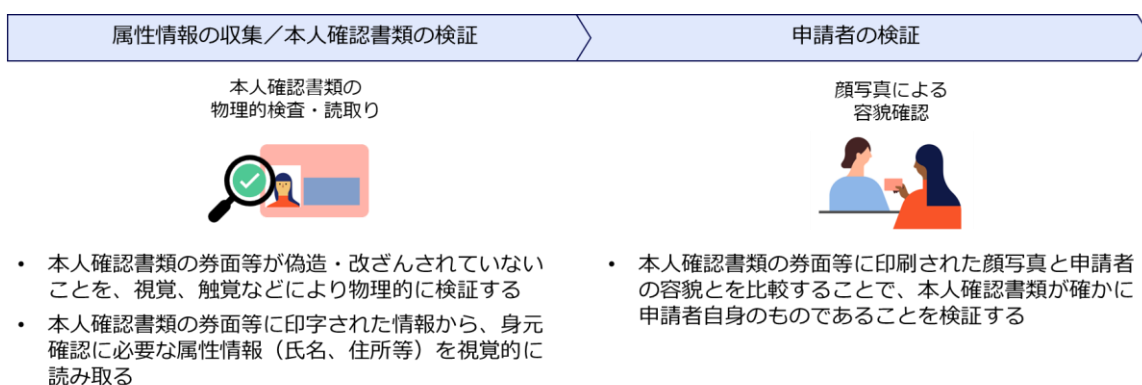 属性情報の収集／本人確認書類の検証
申請者の検証
本人確認書類の
物理的検査・読取り
顔写真による
容貌確認
• 本人確認書類の券面等が偽造・改ざんされていない
ことを、視覚、触覚などにより物理的に検証する
• 本人確認書類の券面等に印字された情報から、身元
確認に必要な属性情報（氏名、住所等）を視覚的に
読み取る
• 本人確認書類の券面等に印刷された顔写真と申請者
の容貌とを比較することで、本人確認書類が確かに
申請者自身のものであることを検証する